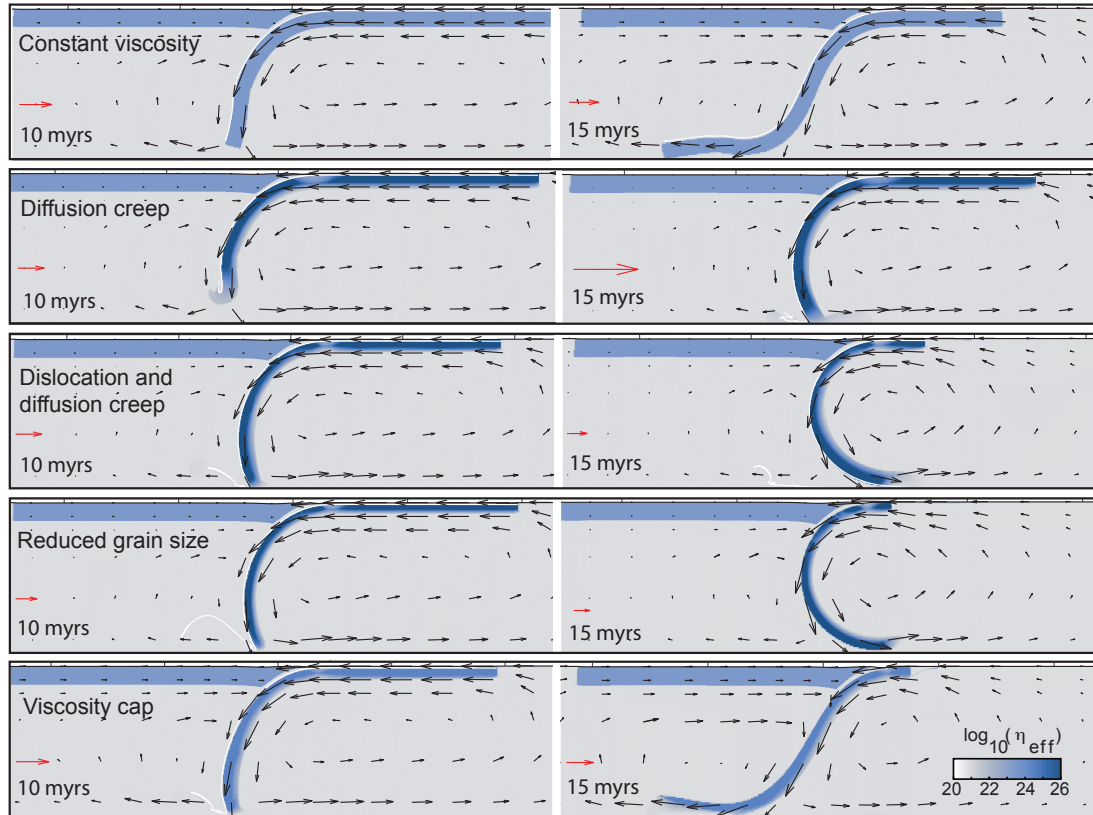 Constant viscosity
10 myrs
15 myrs
Diffusion creep
10 myrs
15 myrs
Dislocation and
diffusion creep
10 myrs
15 myrs
Reduced grain size
10 myrs
15 myrs
Viscosity cap
10 myrs
15 myrs
log10(η eff)
20 22 24 26